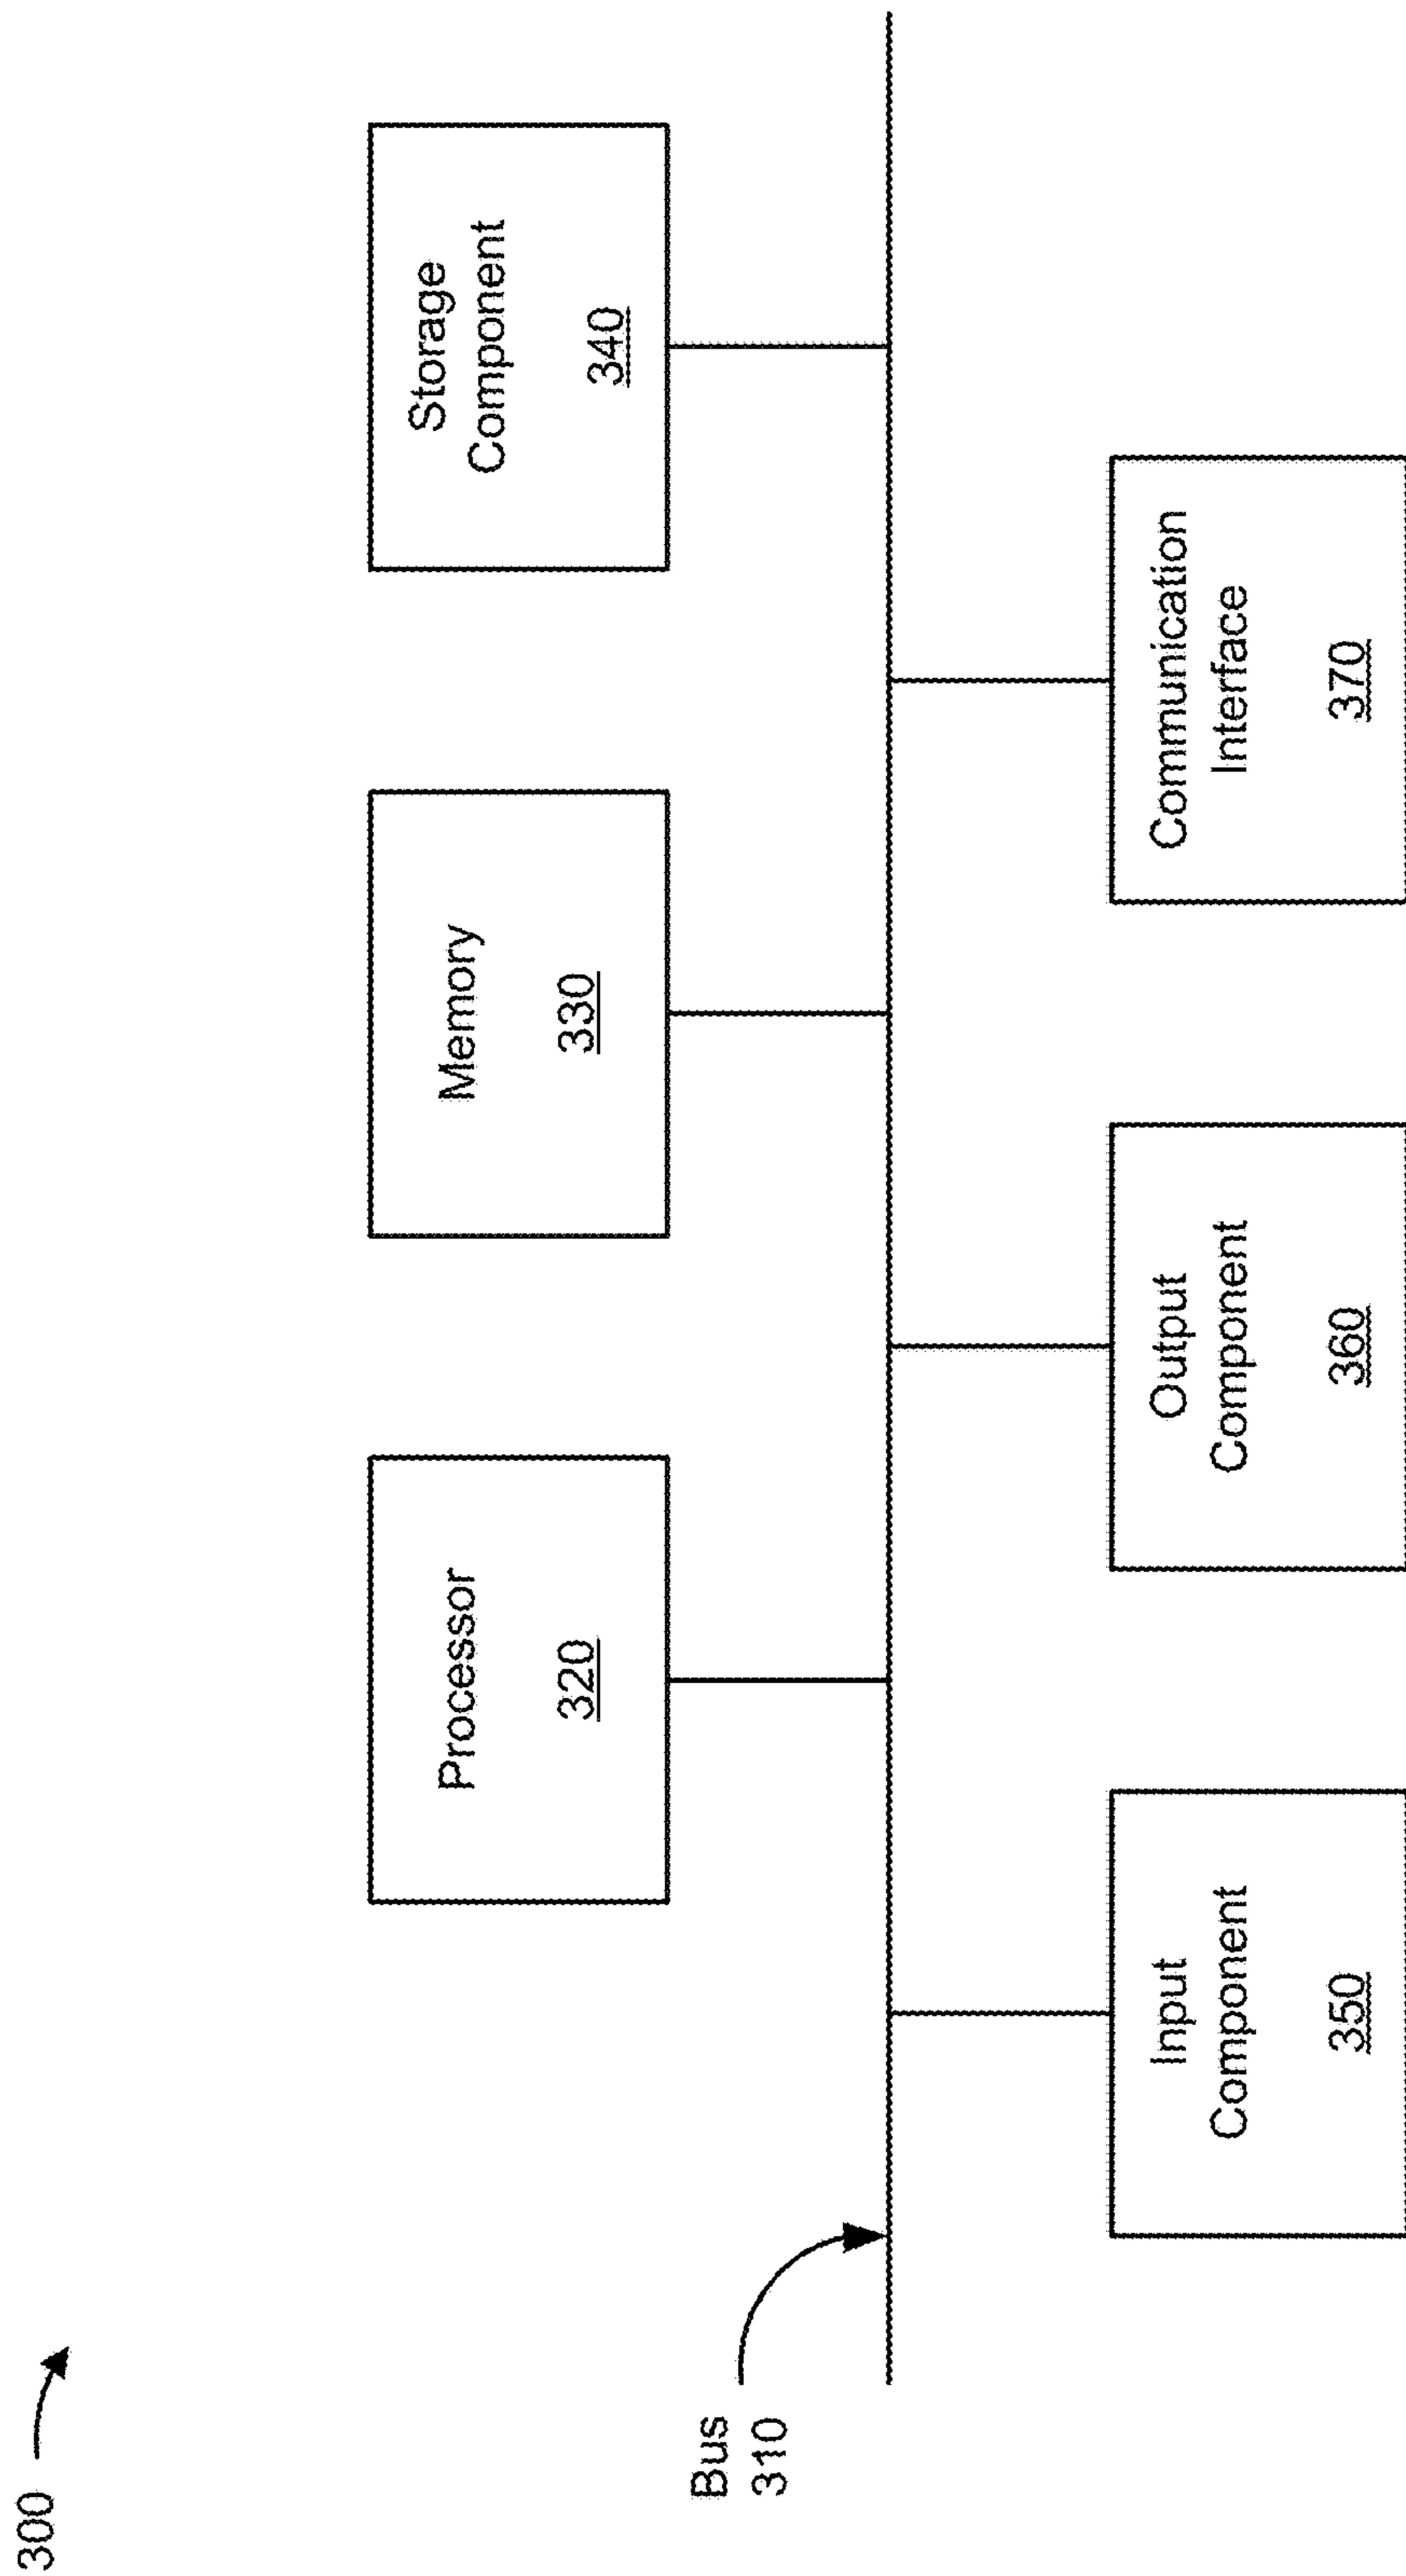 300
Processor
320
Memory
330
Storage
Component
340
Bus
310
Input
Component
350
Output
Component
360
Communication
Interface
370